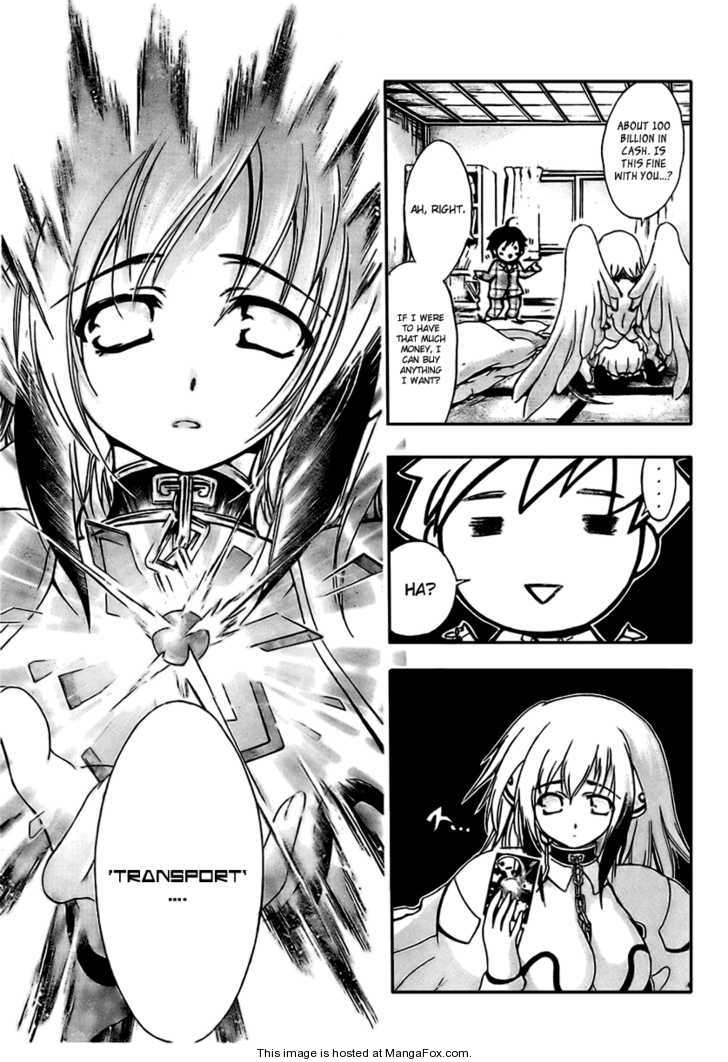 ABOUT 100
BILLION IN
CASH. IS
THIS FINE
WITH YOU...?
AH, RIGHT.
IF I WERE
TO HAVE
THAT MUCH
MONEY, I
CAN BUY
ANYTHING
I WANT?
....
HA?
ス...
'TRANSPORT'
....
This image is hosted at MangaFox.com.